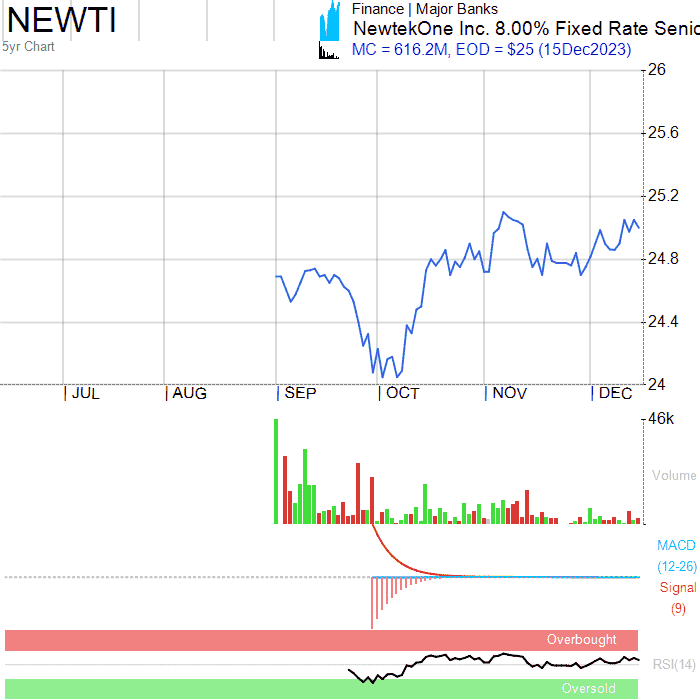 NEWTI
5yr Chart
Finance | Major Banks
NewtekOne Inc. 8.00% Fixed Rate Senio
MC = 616.2M, EOD = $25 (15Dec2023)
26
25.6
25.2
24.8
24.4
24
| JUL
| AUG
| SEP
| OCT
| NOV
| DEC
46k
Volume
MACD
(12-26)
Signal
(9)
Overbought
RSI(14)
Oversold